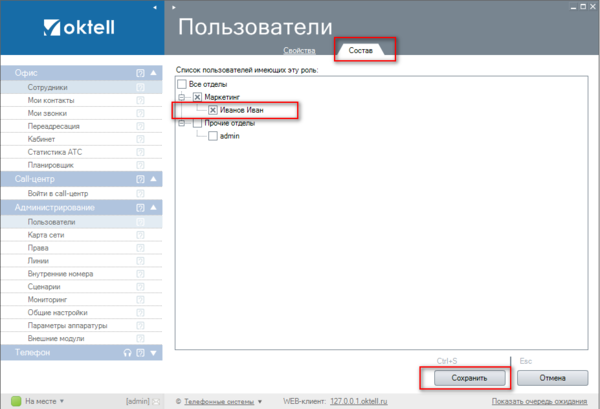 oktell
Пользователи
Свойства
Состав
Офис
Сотрудники
Мои контакты
Мои звонки
Переадресация
Кабинет
Статистика АТС
Планировщик
Call-центр
Войти в call-центр
Администрирование
Пользователи
Карта сети
Права
Линии
Внутренние номера
Сценарии
Мониторинг
Общие настройки
Параметры аппаратуры
Внешние модули
Телефон
Список пользователей имеющих эту роль:
Все отделы
Маркетинг
Иванов Иван
Прочие отделы
admin
Ctrl+S
Esc
Сохранить
Отмена
На месте
[admin]
© Телефонные системы
WEB-клиент: 127.0.0.1.oktell.ru
Показать очередь ожидания